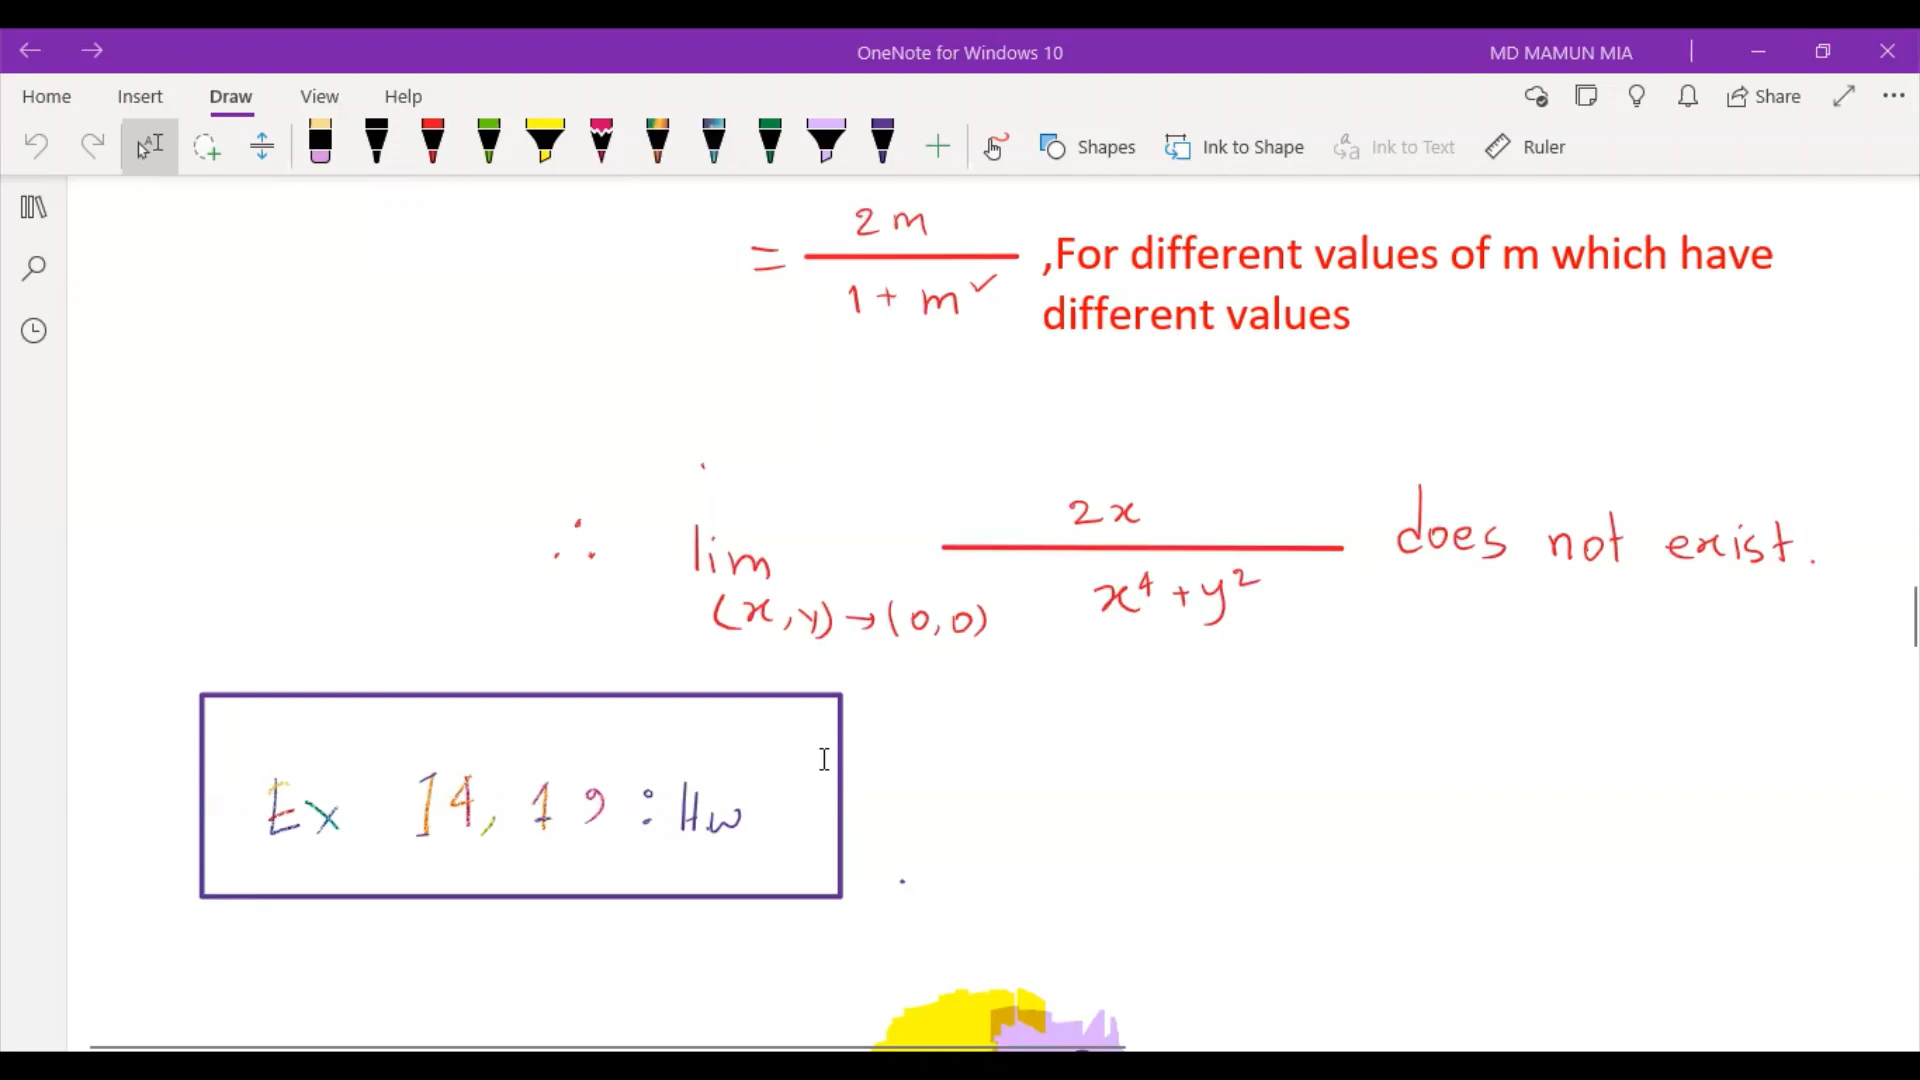 OneNote for Windows 10 MD MAMUN MIA
Home Insert Draw View Help Share
Shapes Ink to Shape Ink to Text Ruler
= 2m / 1 + m✓ ,For different values of m which have
different values
∴ lim (x,y)→(0,0) 2x / x⁴+y² does not exist.
Ex 14, 19 : H.w